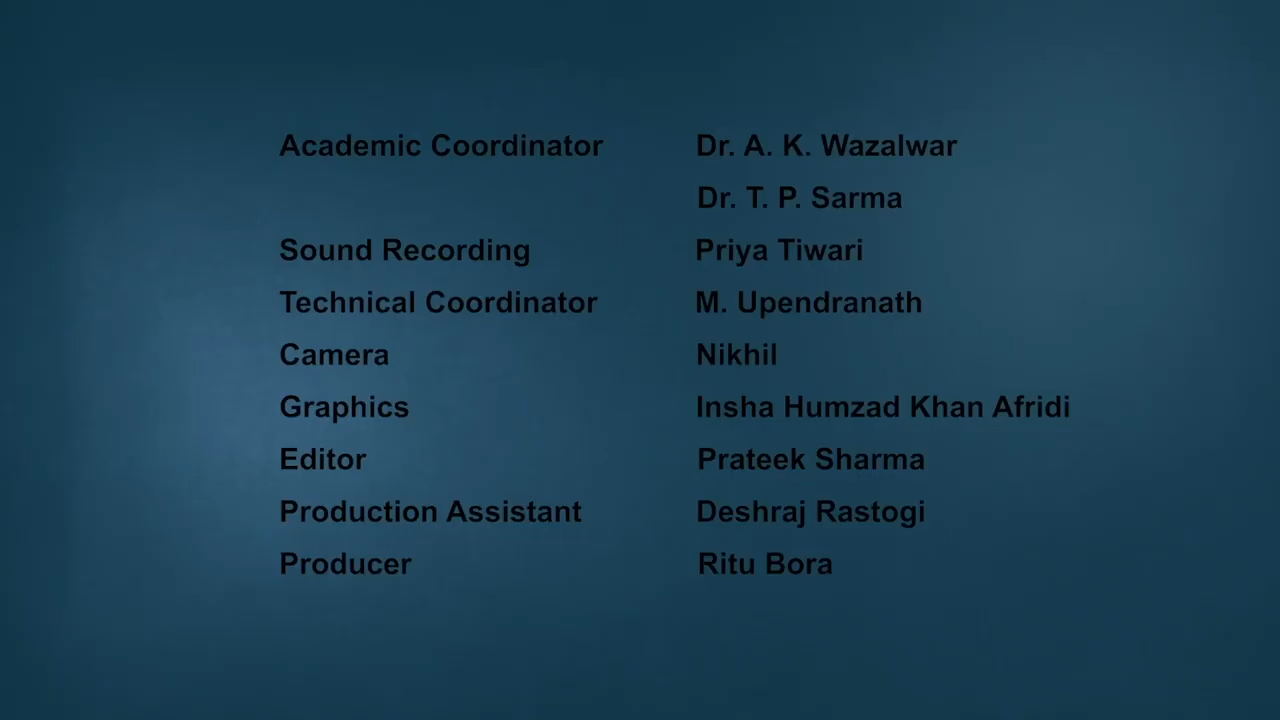 Academic Coordinator Dr. A. K. Wazalwar
Dr. T. P. Sarma
Sound Recording Priya Tiwari
Technical Coordinator M. Upendranath
Camera Nikhil
Graphics Insha Humzad Khan Afridi
Editor Prateek Sharma
Production Assistant Deshraj Rastogi
Producer Ritu Bora